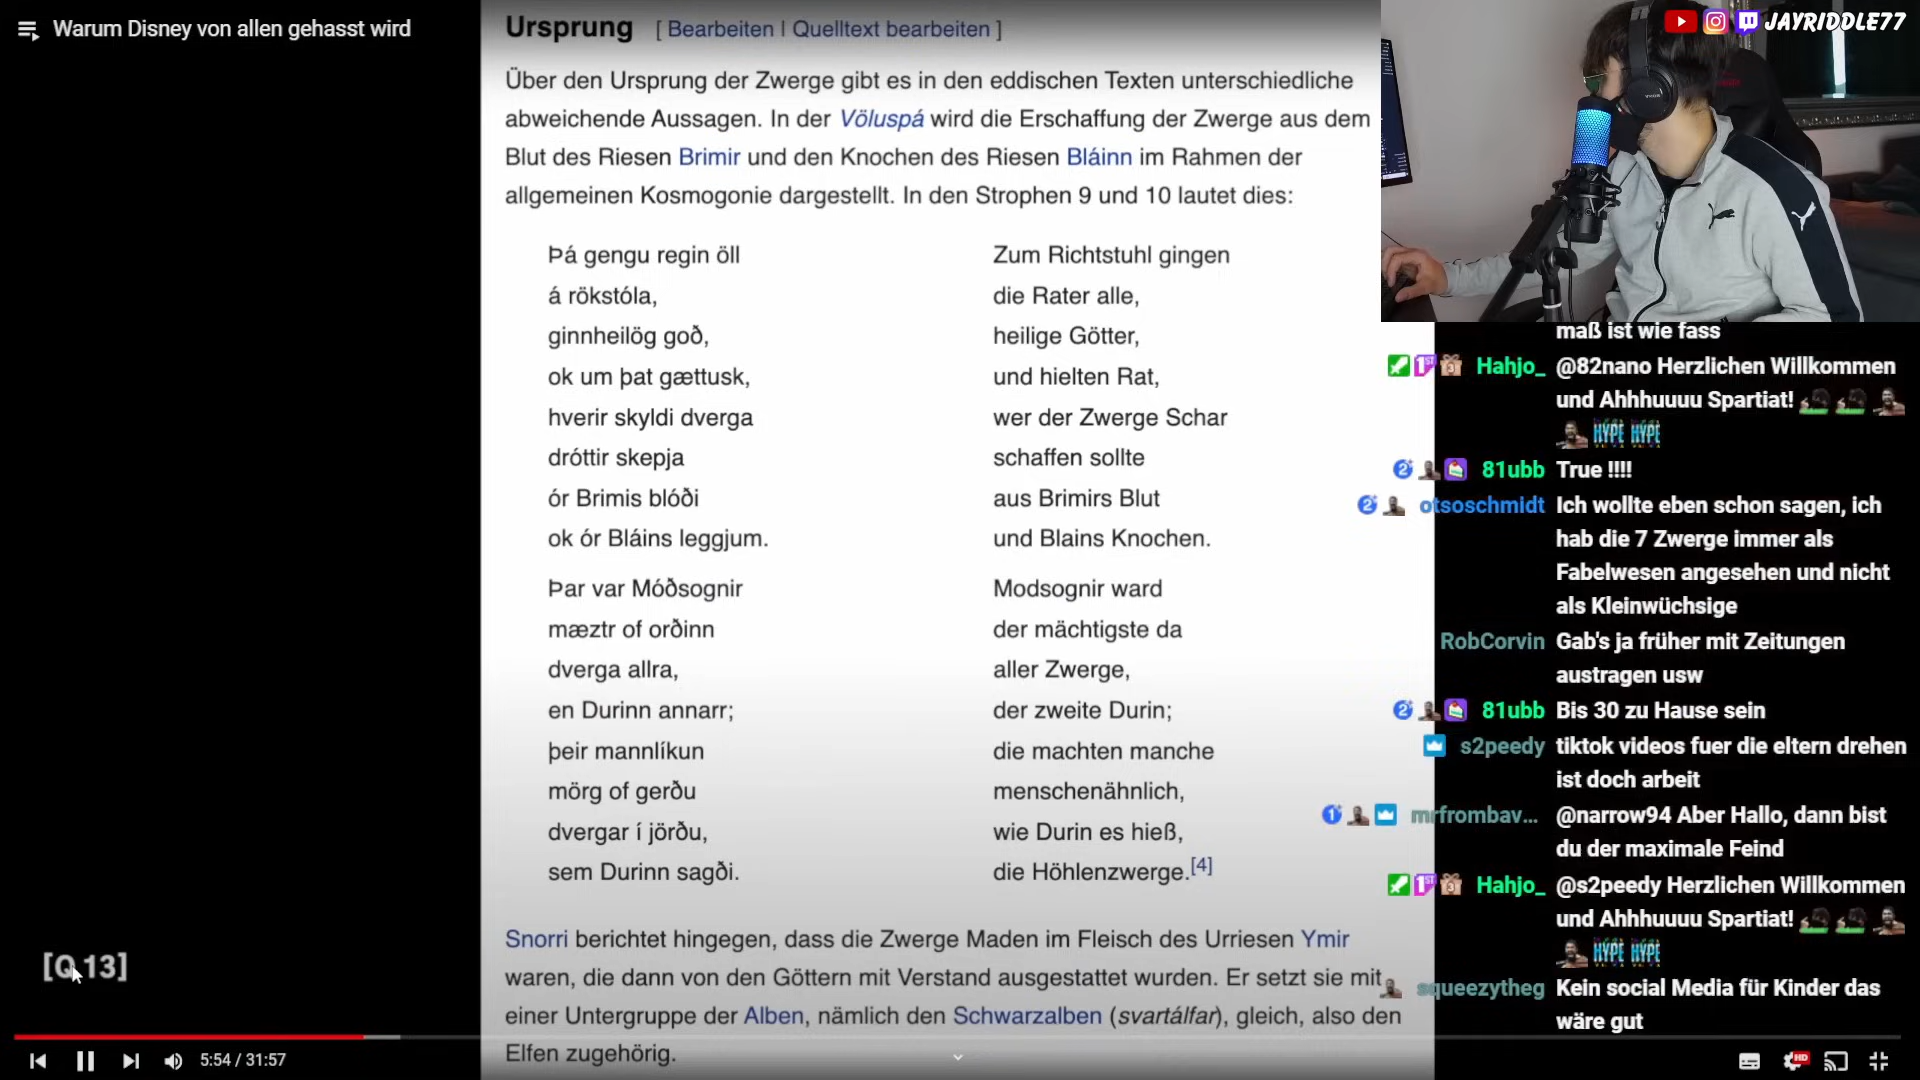 Warum Disney von allen gehasst wird
Ursprung [ Bearbeiten | Quelltext bearbeiten ]
Über den Ursprung der Zwerge gibt es in den eddischen Texten unterschiedliche
abweichende Aussagen. In der Völuspá wird die Erschaffung der Zwerge aus dem
Blut des Riesen Brimir und den Knochen des Riesen Bláinn im Rahmen der
allgemeinen Kosmogonie dargestellt. In den Strophen 9 und 10 lautet dies:
Þá gengu regin öll
á rökstóla,
ginnheilög goð,
ok um þat gættusk,
hverir skyldi dverga
dróttir skepja
ór Brimis blóði
ok ór Bláins leggjum.
Þar var Móðsognir
mæztr of orðinn
dverga allra,
en Durinn annarr;
þeir mannlíkun
mörg of gerðu
dvergar í jörðu,
sem Durinn sagði.
Zum Richtstuhl gingen
die Rater alle,
heilige Götter,
und hielten Rat,
wer der Zwerge Schar
schaffen sollte
aus Brimirs Blut
und Blains Knochen.
Modsognir ward
der mächtigste da
aller Zwerge,
der zweite Durin;
die machten manche
menschenähnlich,
wie Durin es hieß,
die Höhlenzwerge.[4]
Snorri berichtet hingegen, dass die Zwerge Maden im Fleisch des Urriesen Ymir
waren, die dann von den Göttern mit Verstand ausgestattet wurden. Er setzt sie mit
einer Untergruppe der Alben, nämlich den Schwarzalben (svartálfar), gleich, also den
Elfen zugehörig.
[Q.13]
5:54 / 31:57
HD
JAYRIDDLE77
maß ist wie fass
Hahjo_ @82nano Herzlichen Willkommen
und Ahhhuuuu Spartiat!
HYPE HYPE
81ubb True !!!!
otsoschmidt Ich wollte eben schon sagen, ich
hab die 7 Zwerge immer als
Fabelwesen angesehen und nicht
als Kleinwüchsige
RobCorvin Gab's ja früher mit Zeitungen
austragen usw
81ubb Bis 30 zu Hause sein
s2peedy tiktok videos fuer die eltern drehen
ist doch arbeit
mrfrombav... @narrow94 Aber Hallo, dann bist
du der maximale Feind
Hahjo_ @s2peedy Herzlichen Willkommen
und Ahhhuuuu Spartiat!
HYPE HYPE
squeezytheg Kein social Media für Kinder das
wäre gut